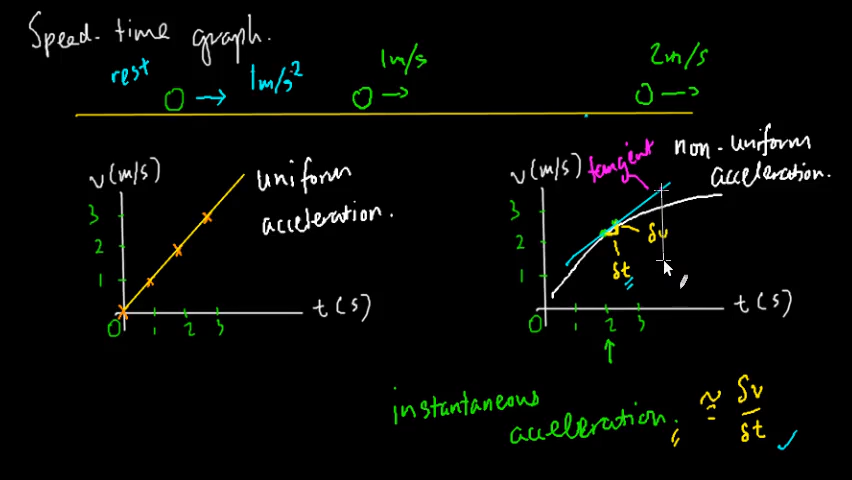 Speed-time graph.
rest
1m/s²
1m/s
2m/s
v(m/s)
3
2
1
0
1 2 3
t(s)
uniform
acceleration.
v(m/s)
3
2
1
0
1 2 3
t(s)
tangent
non-uniform
acceleration.
δv
δt
instantaneous
acceleration.
≈ δv
δt